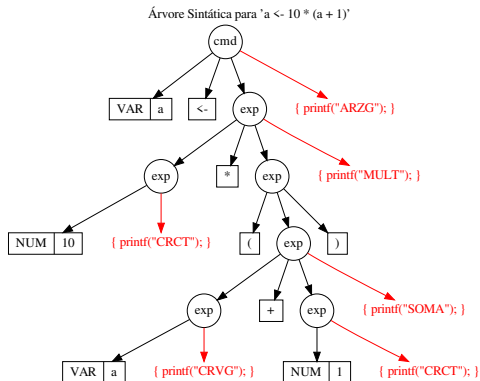 Árvore Sintática para 'a <- 10 * (a + 1)'
cmd
VAR a <- exp { printf("ARZG"); }
exp * exp { printf("MULT"); }
NUM 10 { printf("CRCT"); } ( exp )
exp + exp { printf("SOMA"); }
VAR a { printf("CRVG"); } NUM 1 { printf("CRCT"); }